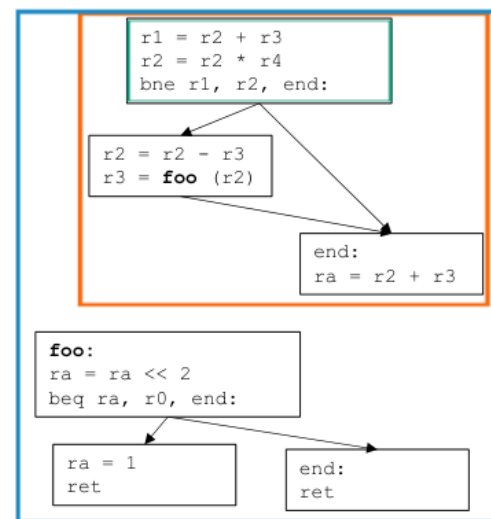 r1 = r2 + r3
r2 = r2 * r4
bne r1, r2, end:
r2 = r2 - r3
r3 = foo (r2)
end:
ra = r2 + r3
foo:
ra = ra << 2
beq ra, r0, end:
ra = 1
ret
end:
ret